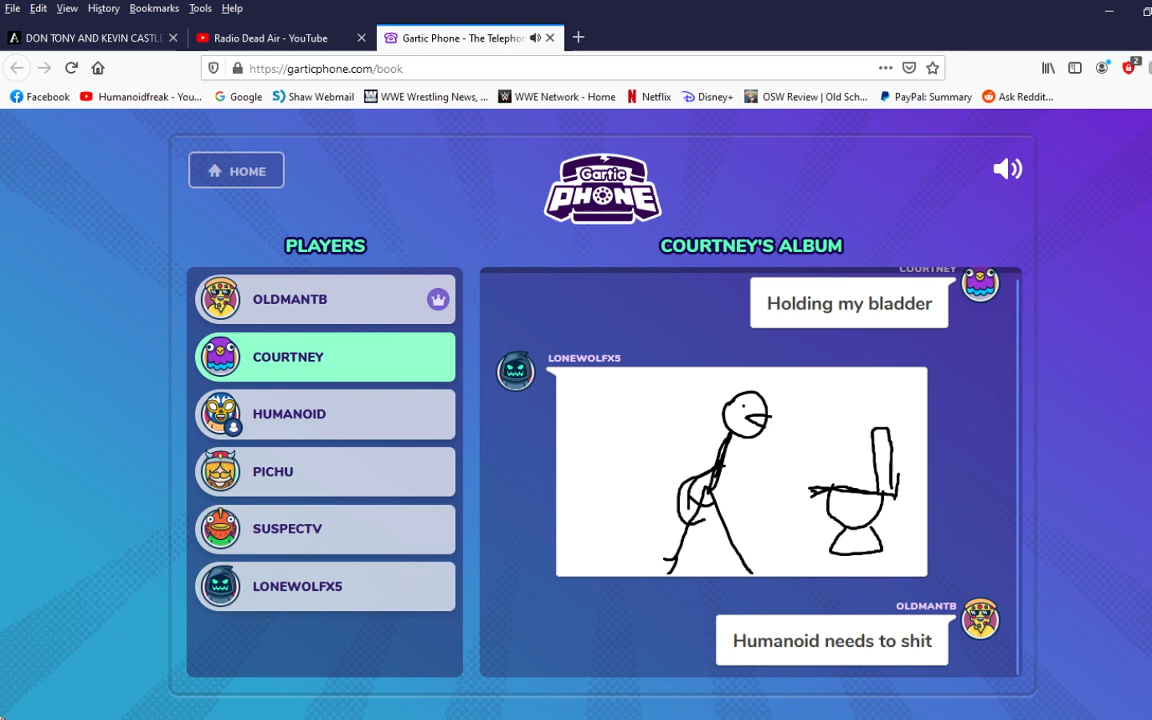 File Edit View History Bookmarks Tools Help
DON TONY AND KEVIN CASTLE
Radio Dead Air - YouTube
Gartic Phone - The Telephon
https://garticphone.com/book
2
Facebook
Humanoidfreak - You...
Google
Shaw Webmail
WWE Wrestling News, ...
WWE Network - Home
Netflix
Disney+
OSW Review | Old Sch...
PayPal: Summary
Ask Reddit...
HOME
Gartic
PHONE
PLAYERS
OLDMANTB
COURTNEY
HUMANOID
PICHU
SUSPECTV
LONEWOLFX5
COURTNEY'S ALBUM
COURTNEY
Holding my bladder
LONEWOLFX5
OLDMANTB
Humanoid needs to shit